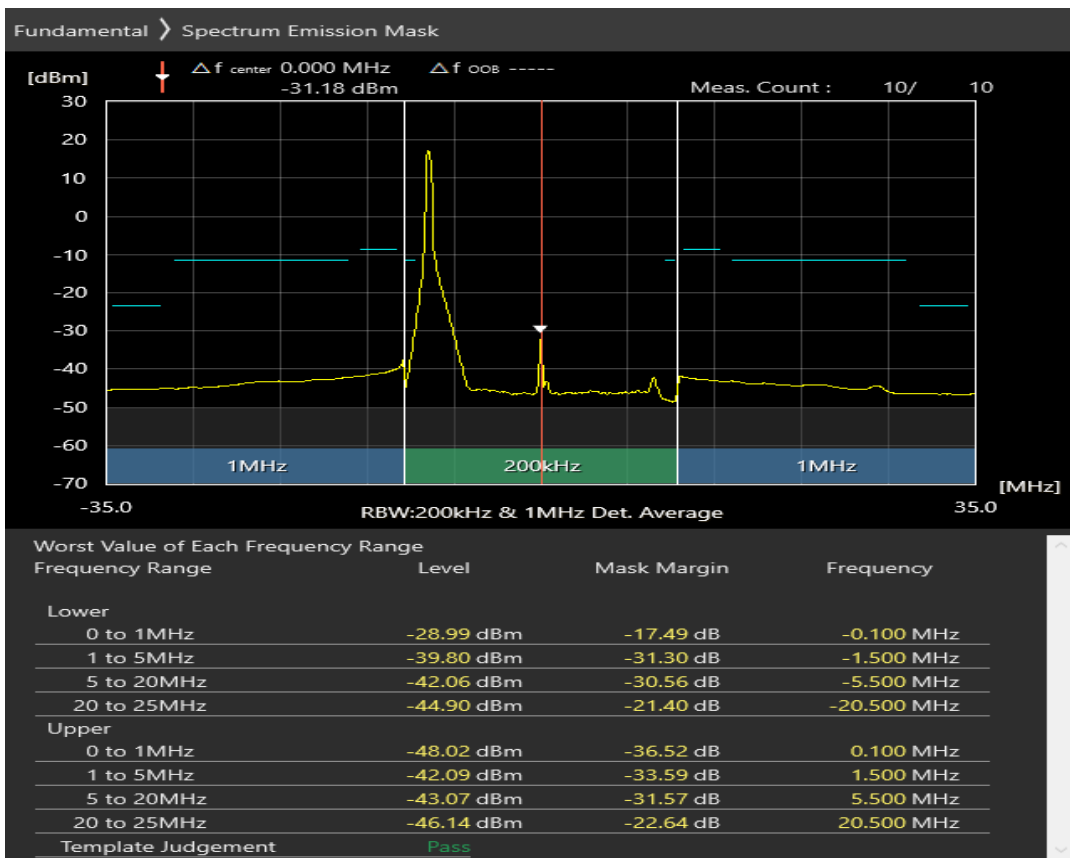 Fundamental 》 Spectrum Emission Mask
[dBm] △f center 0.000 MHz △f OOB -----
-31.18 dBm Meas. Count : 10/ 10
30
20
10
0
-10
-20
-30
-40
-50
-60
-70
1MHz 200kHz 1MHz
[MHz]
-35.0 RBW:200kHz & 1MHz Det. Average 35.0
Worst Value of Each Frequency Range
Frequency Range Level Mask Margin Frequency
Lower
0 to 1MHz -28.99 dBm -17.49 dB -0.100 MHz
1 to 5MHz -39.80 dBm -31.30 dB -1.500 MHz
5 to 20MHz -42.06 dBm -30.56 dB -5.500 MHz
20 to 25MHz -44.90 dBm -21.40 dB -20.500 MHz
Upper
0 to 1MHz -48.02 dBm -36.52 dB 0.100 MHz
1 to 5MHz -42.09 dBm -33.59 dB 1.500 MHz
5 to 20MHz -43.07 dBm -31.57 dB 5.500 MHz
20 to 25MHz -46.14 dBm -22.64 dB 20.500 MHz
Template Judgement Pass